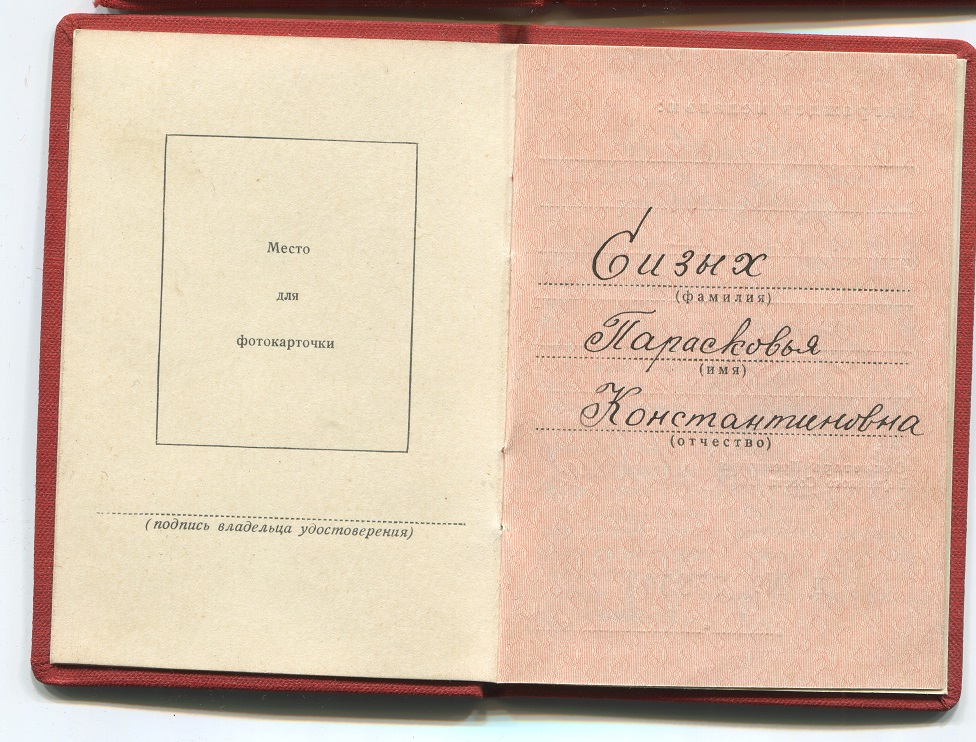 Место
для
фотокарточки
(подпись владельца удостоверения)
Сизых
(фамилия)
Парасковья
(имя)
Константиновна
(отчество)